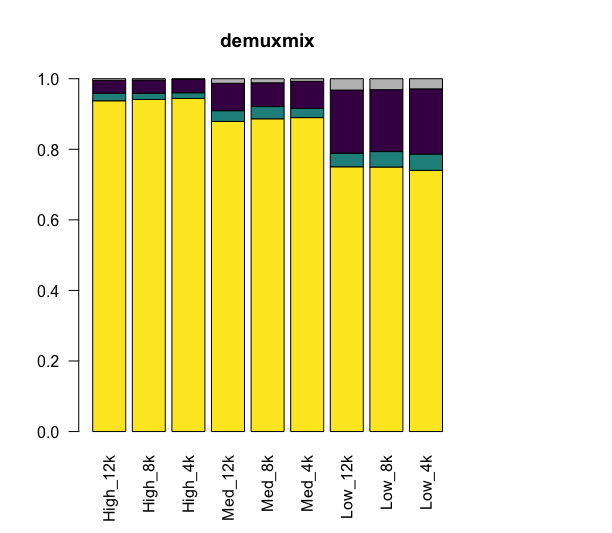 demuxmix
1.0
0.8
0.6
0.4
0.2
0.0
High_12k
High_8k
High_4k
Med_12k
Med_8k
Med_4k
Low_12k
Low_8k
Low_4k